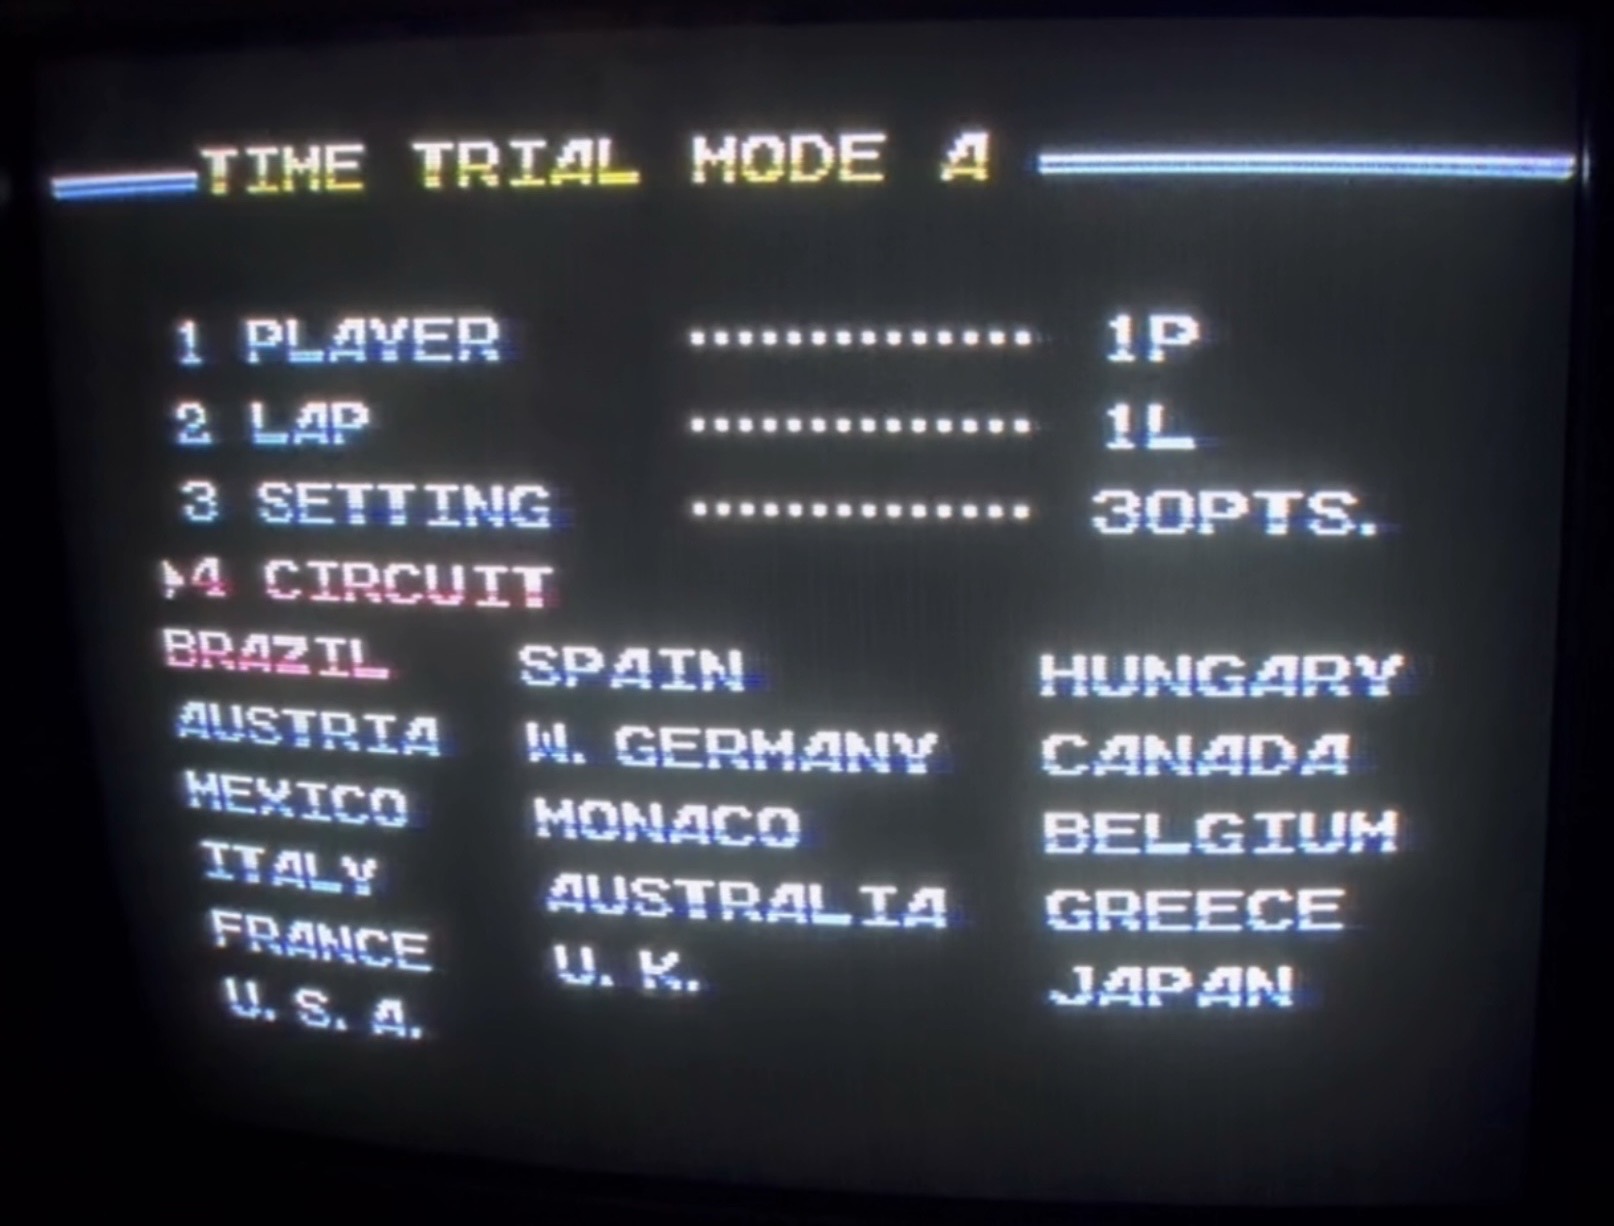 TIME TRIAL MODE A
1 PLAYER .............. 1P
2 LAP .............. 1L
3 SETTING .............. 30PTS.
4 CIRCUIT
BRAZIL SPAIN HUNGARY
AUSTRIA W. GERMANY CANADA
MEXICO MONACO BELGIUM
ITALY AUSTRALIA GREECE
FRANCE U. K. JAPAN
U. S. A.